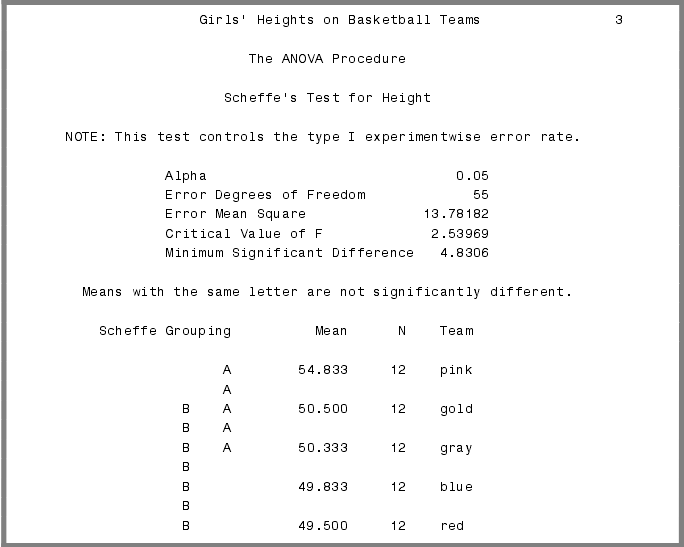 Girls' Heights on Basketball Teams 3
The ANOVA Procedure
Scheffe's Test for Height
NOTE: This test controls the type I experimentwise error rate.
Alpha 0.05
Error Degrees of Freedom 55
Error Mean Square 13.78182
Critical Value of F 2.53969
Minimum Significant Difference 4.8306
Means with the same letter are not significantly different.
Scheffe Grouping Mean N Team
A 54.833 12 pink
A
B A 50.500 12 gold
B A
B A 50.333 12 gray
B
B 49.833 12 blue
B
B 49.500 12 red